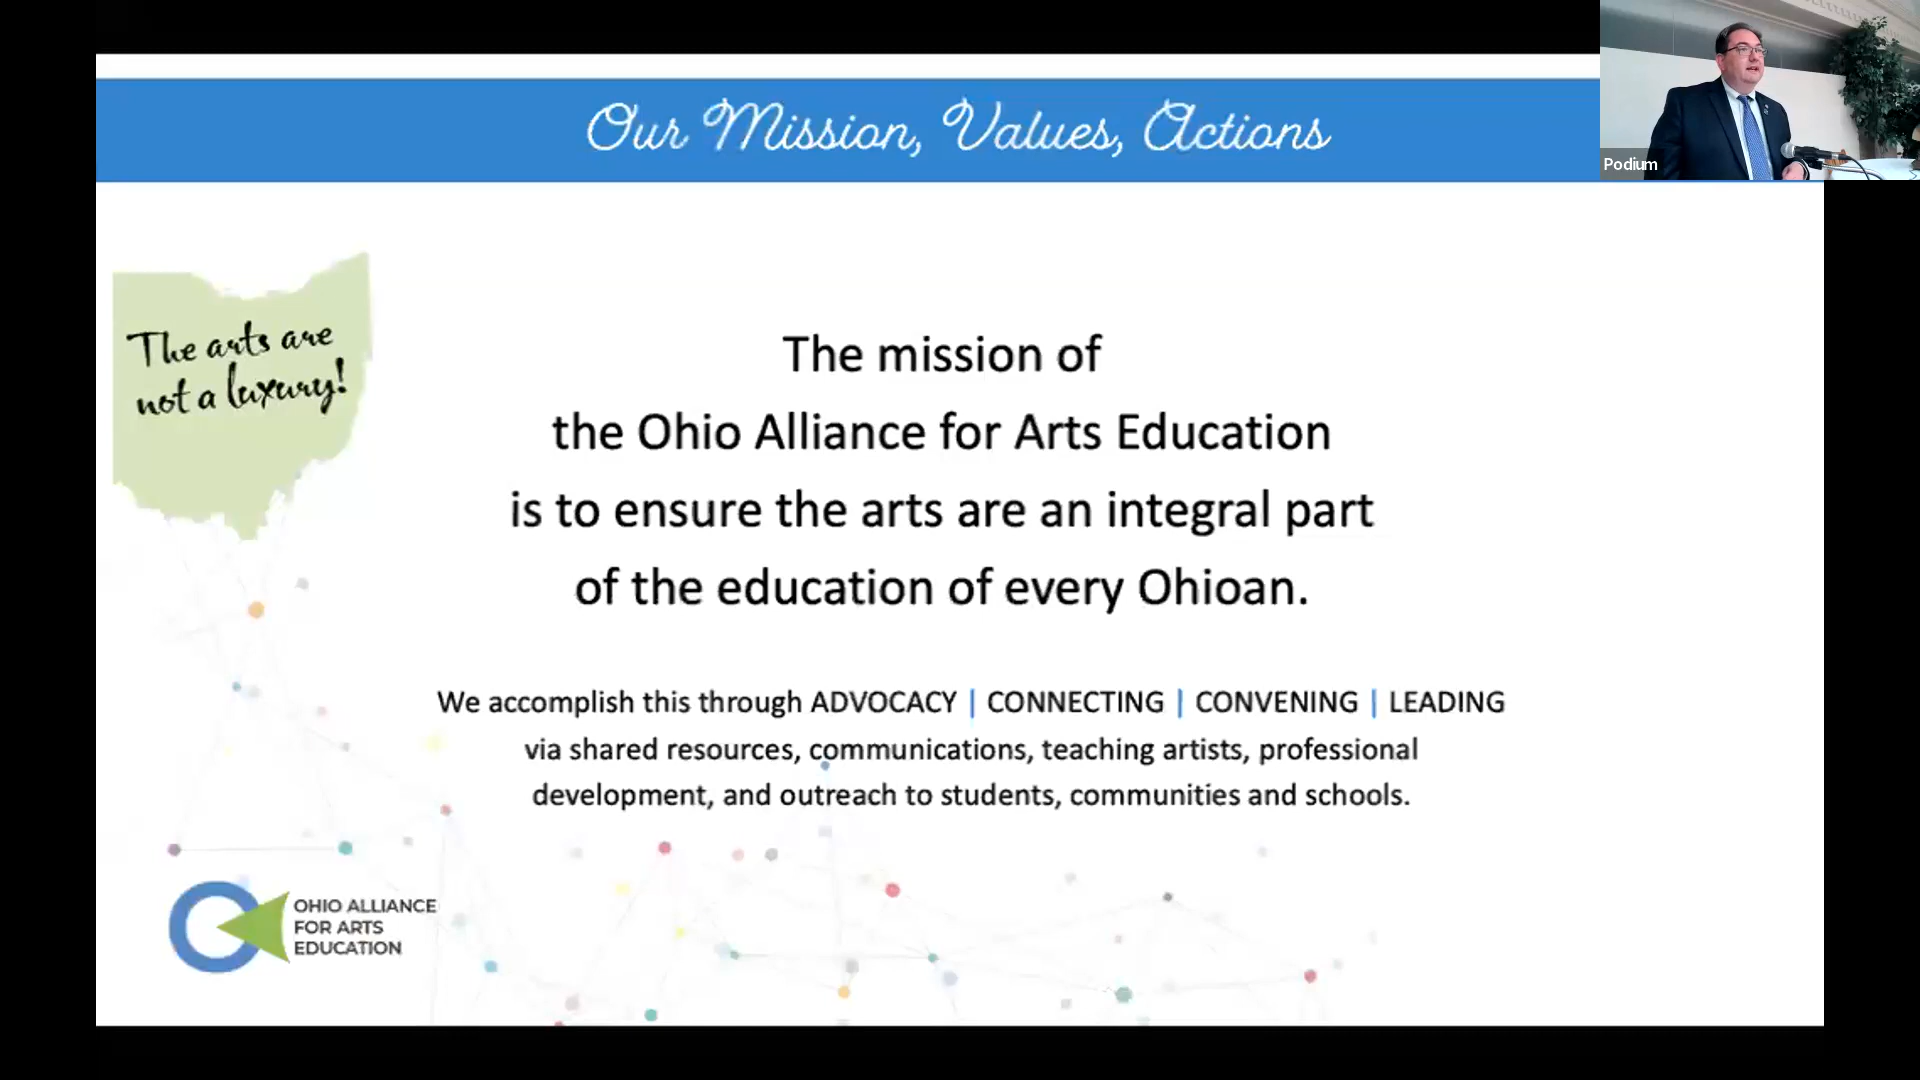 Our Mission, Values, Actions
Podium
The arts are
not a luxury!
The mission of
the Ohio Alliance for Arts Education
is to ensure the arts are an integral part
of the education of every Ohioan.
We accomplish this through ADVOCACY | CONNECTING | CONVENING | LEADING
via shared resources, communications, teaching artists, professional
development, and outreach to students, communities and schools.
OHIO ALLIANCE
FOR ARTS
EDUCATION